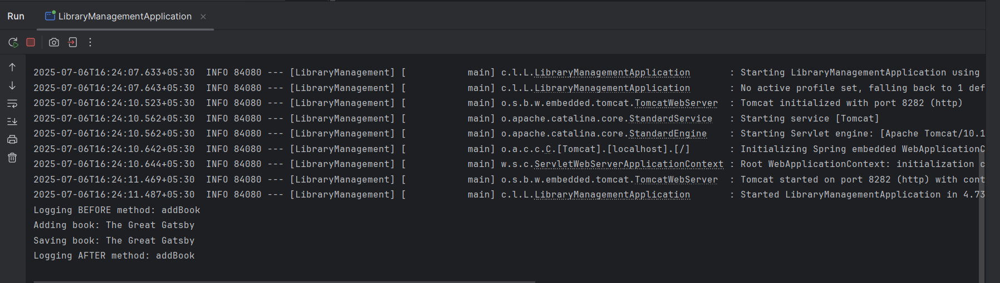 Run LibraryManagementApplication
2025-07-06T16:24:07.633+05:30  INFO 84080 --- [LibraryManagement] [           main] c.l.L.LibraryManagementApplication       : Starting LibraryManagementApplication using
2025-07-06T16:24:07.643+05:30  INFO 84080 --- [LibraryManagement] [           main] c.l.L.LibraryManagementApplication       : No active profile set, falling back to 1 def
2025-07-06T16:24:10.523+05:30  INFO 84080 --- [LibraryManagement] [           main] o.s.b.w.embedded.tomcat.TomcatWebServer  : Tomcat initialized with port 8282 (http)
2025-07-06T16:24:10.562+05:30  INFO 84080 --- [LibraryManagement] [           main] o.apache.catalina.core.StandardService   : Starting service [Tomcat]
2025-07-06T16:24:10.562+05:30  INFO 84080 --- [LibraryManagement] [           main] o.apache.catalina.core.StandardEngine    : Starting Servlet engine: [Apache Tomcat/10.1
2025-07-06T16:24:10.642+05:30  INFO 84080 --- [LibraryManagement] [           main] o.a.c.c.C.[Tomcat].[localhost].[/]       : Initializing Spring embedded WebApplicationC
2025-07-06T16:24:10.644+05:30  INFO 84080 --- [LibraryManagement] [           main] w.s.c.ServletWebServerApplicationContext : Root WebApplicationContext: initialization c
2025-07-06T16:24:11.469+05:30  INFO 84080 --- [LibraryManagement] [           main] o.s.b.w.embedded.tomcat.TomcatWebServer  : Tomcat started on port 8282 (http) with cont
2025-07-06T16:24:11.487+05:30  INFO 84080 --- [LibraryManagement] [           main] c.l.L.LibraryManagementApplication       : Started LibraryManagementApplication in 4.73
Logging BEFORE method: addBook
Adding book: The Great Gatsby
Saving book: The Great Gatsby
Logging AFTER method: addBook